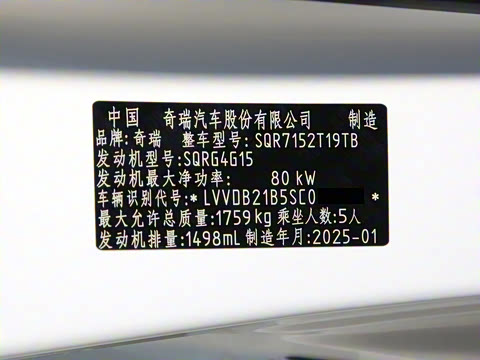 中国 奇瑞汽车股份有限公司 制造
品牌:奇瑞 整车型号:SQR7152T19TB
发动机型号:SQRG4G15
发动机最大净功率: 80 kW
车辆识别代号:*LVVDB21B5SC0 *
最大允许总质量:1759kg 乘坐人数:5人
发动机排量:1498mL 制造年月:2025-01